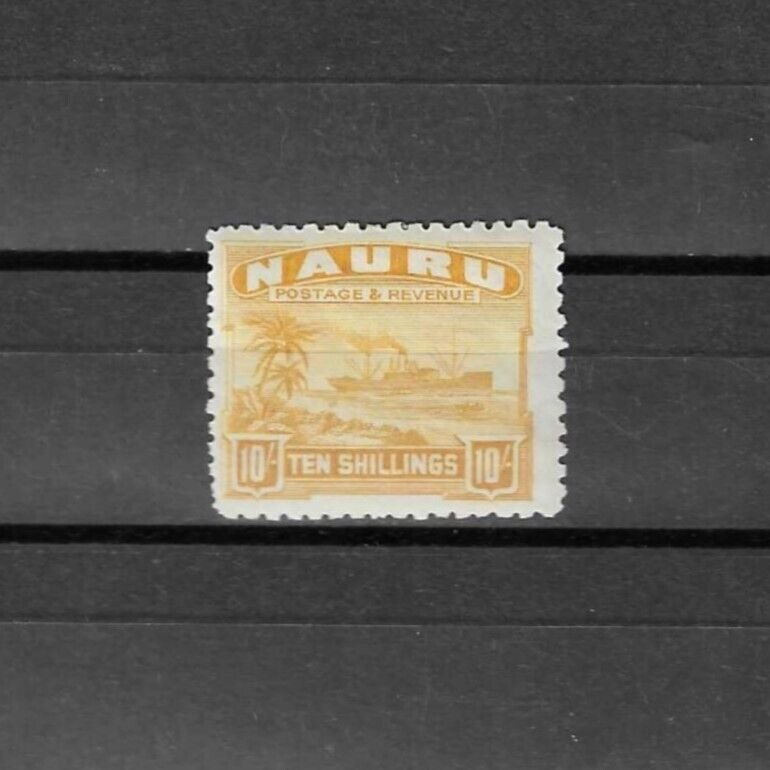 NAURU
POSTAGE & REVENUE
10/- TEN SHILLINGS 10/-